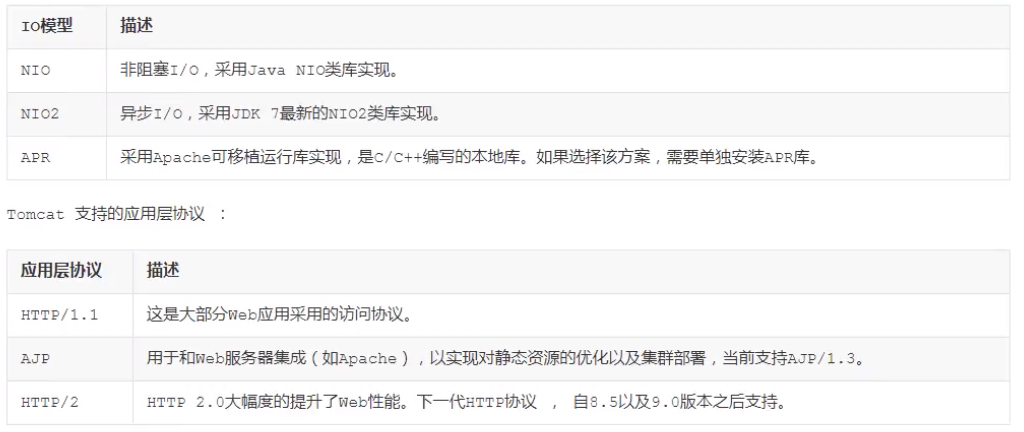 IO模型 描述
NIO 非阻塞I/O,采用Java NIO类库实现。
NIO2 异步I/O,采用JDK 7最新的NIO2类库实现。
APR 采用Apache可移植运行库实现,是C/C++编写的本地库。如果选择该方案,需要单独安装APR库。
Tomcat 支持的应用层协议 :
应用层协议 描述
HTTP/1.1 这是大部分Web应用采用的访问协议。
AJP 用于和Web服务器集成(如Apache),以实现对静态资源的优化以及集群部署,当前支持AJP/1.3。
HTTP/2 HTTP 2.0大幅度的提升了Web性能。下一代HTTP协议 , 自8.5以及9.0版本之后支持。